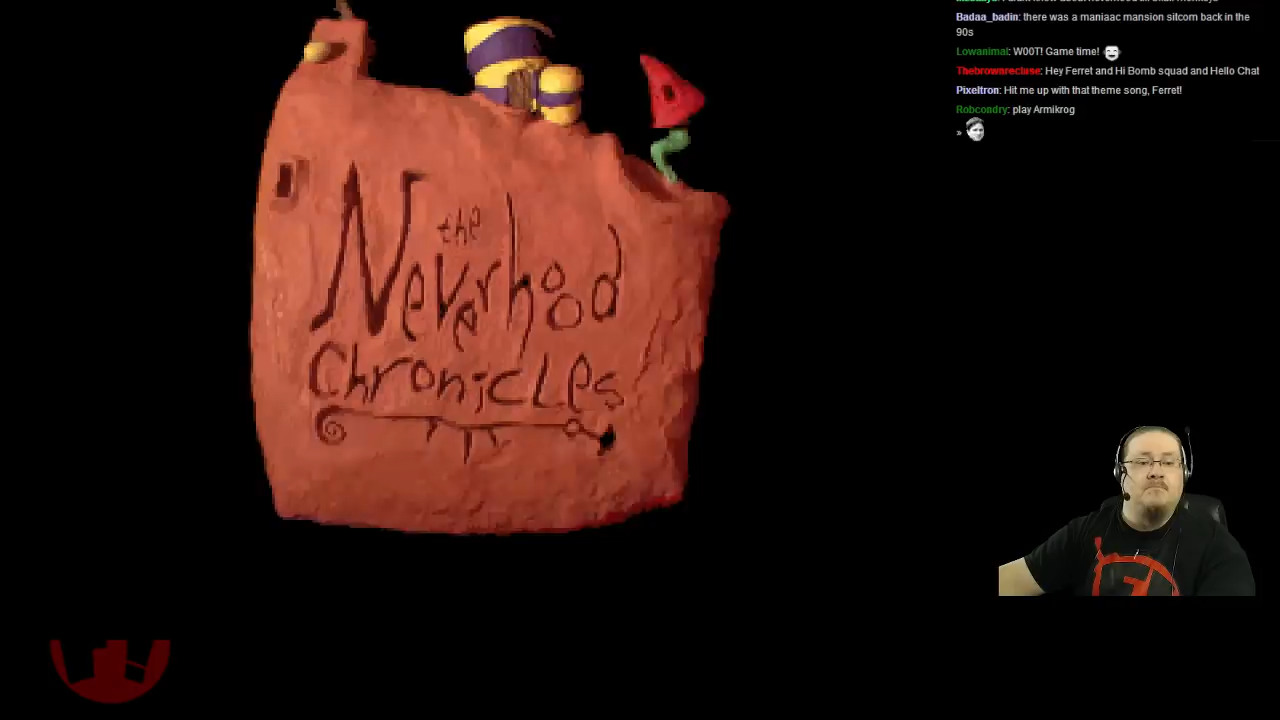 the
Neverhood
Chronicles
Badaa_badin: there was a maniaac mansion sitcom back in the
90s
Lowanimal: W00T! Game time!
Thebrownrecluse: Hey Ferret and Hi Bomb squad and Hello Chat
Pixeltron: Hit me up with that theme song, Ferret!
Robcondry: play Armikrog
»